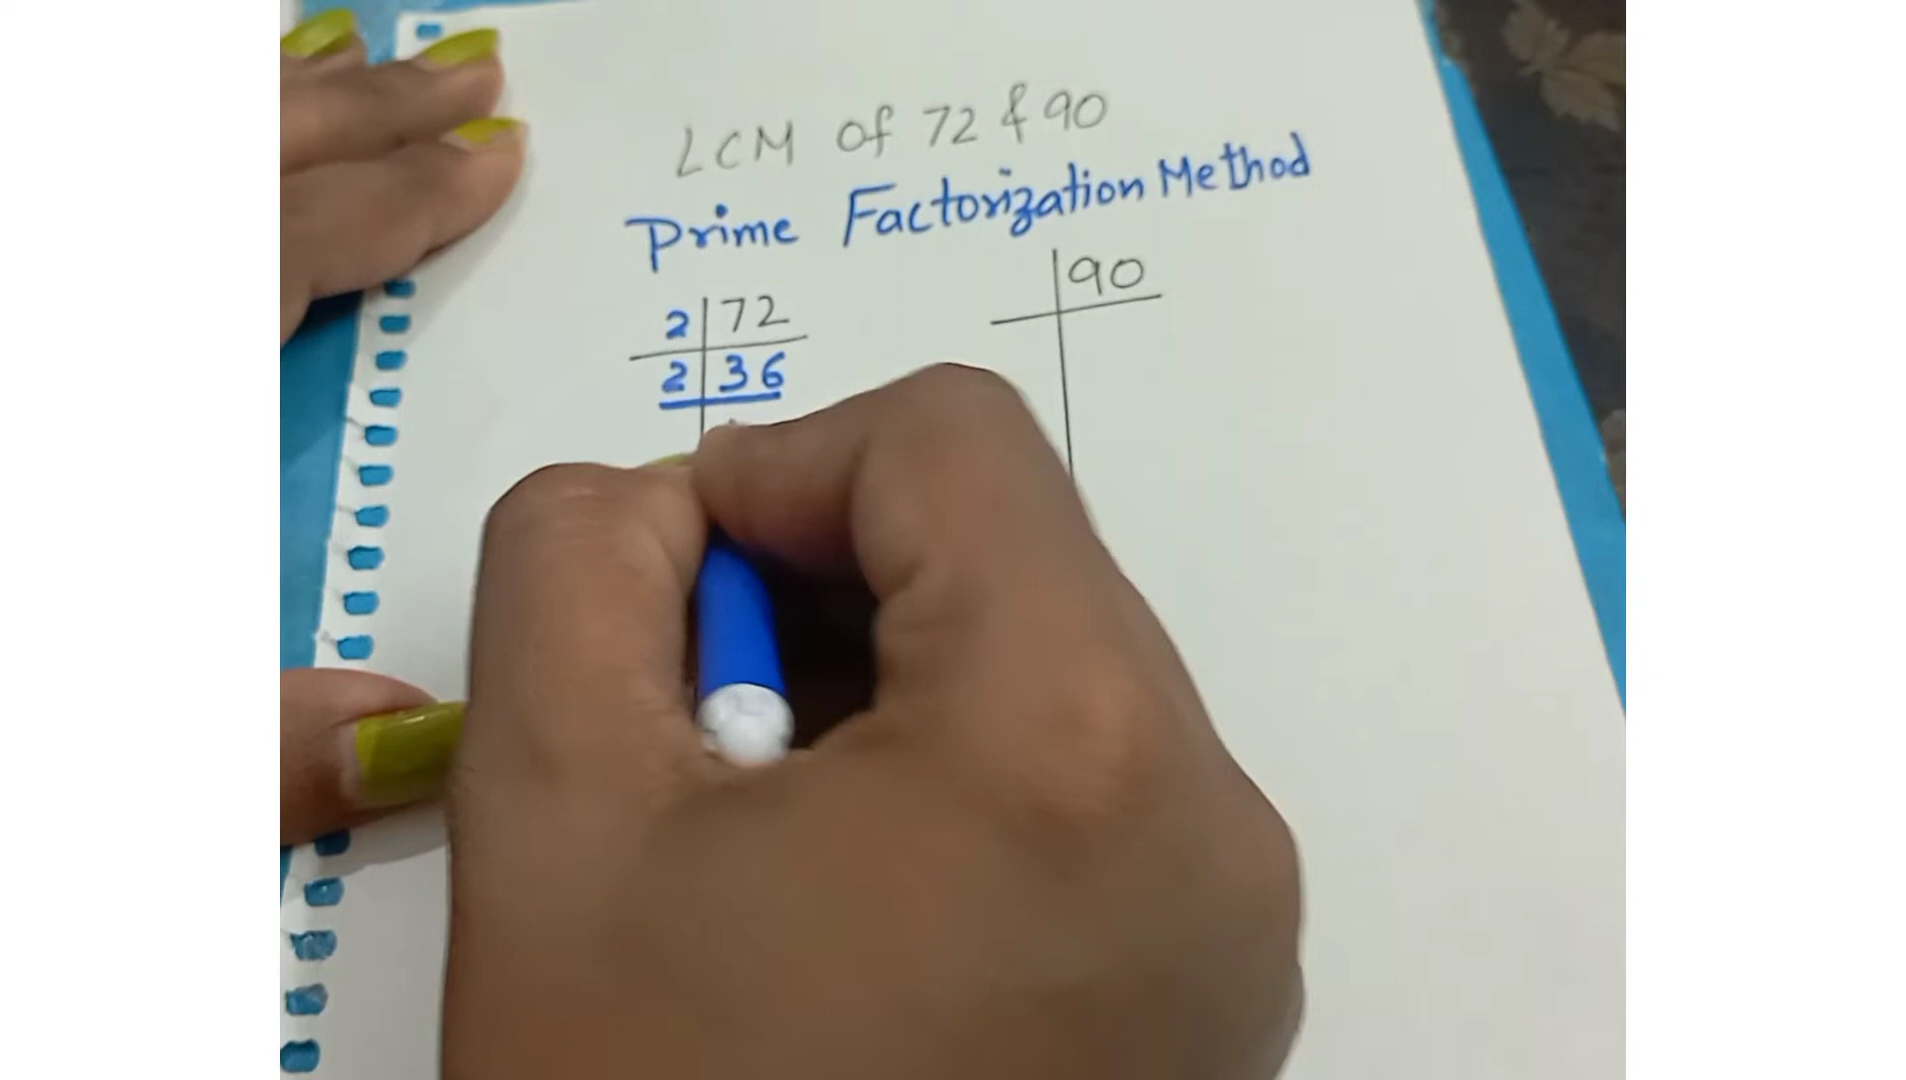 LCM of 72 & 90
Prime Factorization Method
2 72
2 36
90